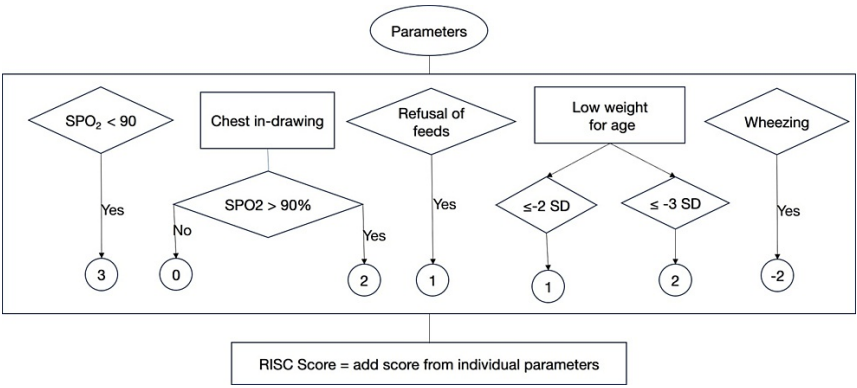 Parameters
SPO₂ < 90
Chest in-drawing
Refusal of
feeds
Low weight
for age
Wheezing
SPO2 > 90%
≤-2 SD
≤ -3 SD
Yes
No
Yes
Yes
Yes
3
0
2
1
1
2
-2
RISC Score = add score from individual parameters